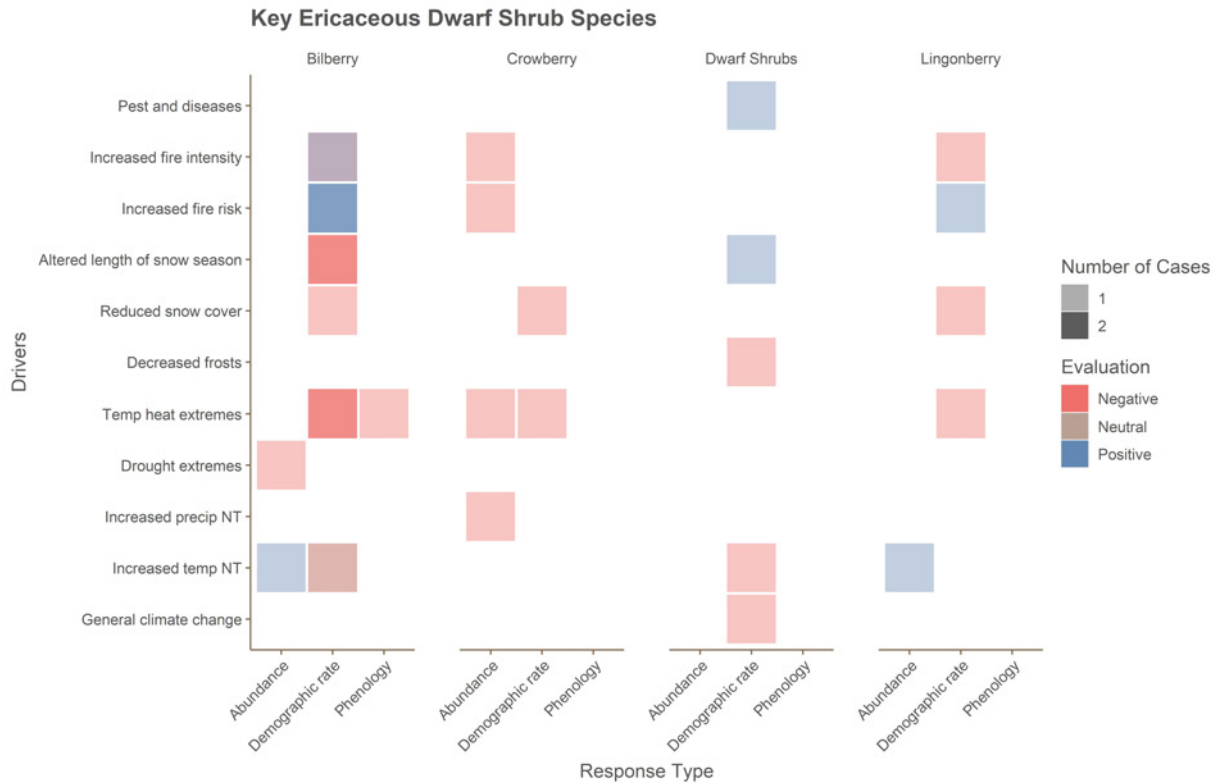 Key Ericaceous Dwarf Shrub Species
Bilberry
Crowberry
Dwarf Shrubs
Lingonberry
Drivers
Pest and diseases
Increased fire intensity
Increased fire risk
Altered length of snow season
Reduced snow cover
Decreased frosts
Temp heat extremes
Drought extremes
Increased precip NT
Increased temp NT
General climate change
Abundance
Demographic rate
Phenology
Abundance
Demographic rate
Phenology
Abundance
Demographic rate
Phenology
Abundance
Demographic rate
Phenology
Response Type
Number of Cases
1
2
Evaluation
Negative
Neutral
Positive